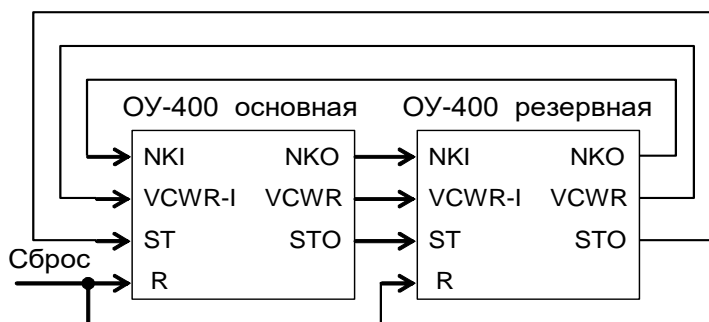 ОУ-400 основная ОУ-400 резервная
NKI NKO NKI NKO
VCWR-I VCWR VCWR-I VCWR
ST STO ST STO
Сброс
R R